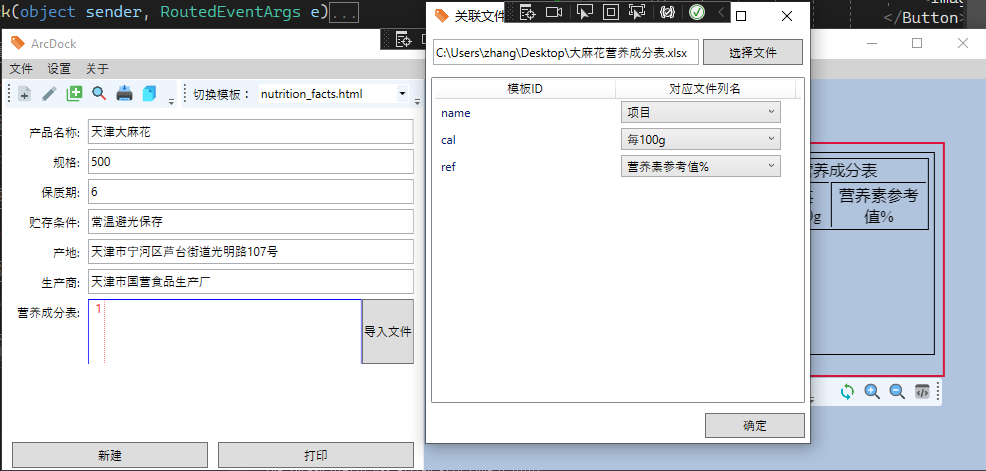 k(object sender, RoutedEventArgs e)...
</Button>
ArcDock
文件 设置 关于
切换模板： nutrition_facts.html
产品名称: 天津大麻花
规格: 500
保质期: 6
贮存条件: 常温避光保存
产地: 天津市宁河区芦台街道光明路107号
生产商: 天津市国营食品生产厂
营养成分表: 1
导入文件
新建 打印
关联文件
C:\Users\zhang\Desktop\大麻花营养成分表.xlsx 选择文件
模板ID 对应文件列名
name 项目
cal 每100g
ref 营养素参考值%
确定
养成分表
营养素参考
值%